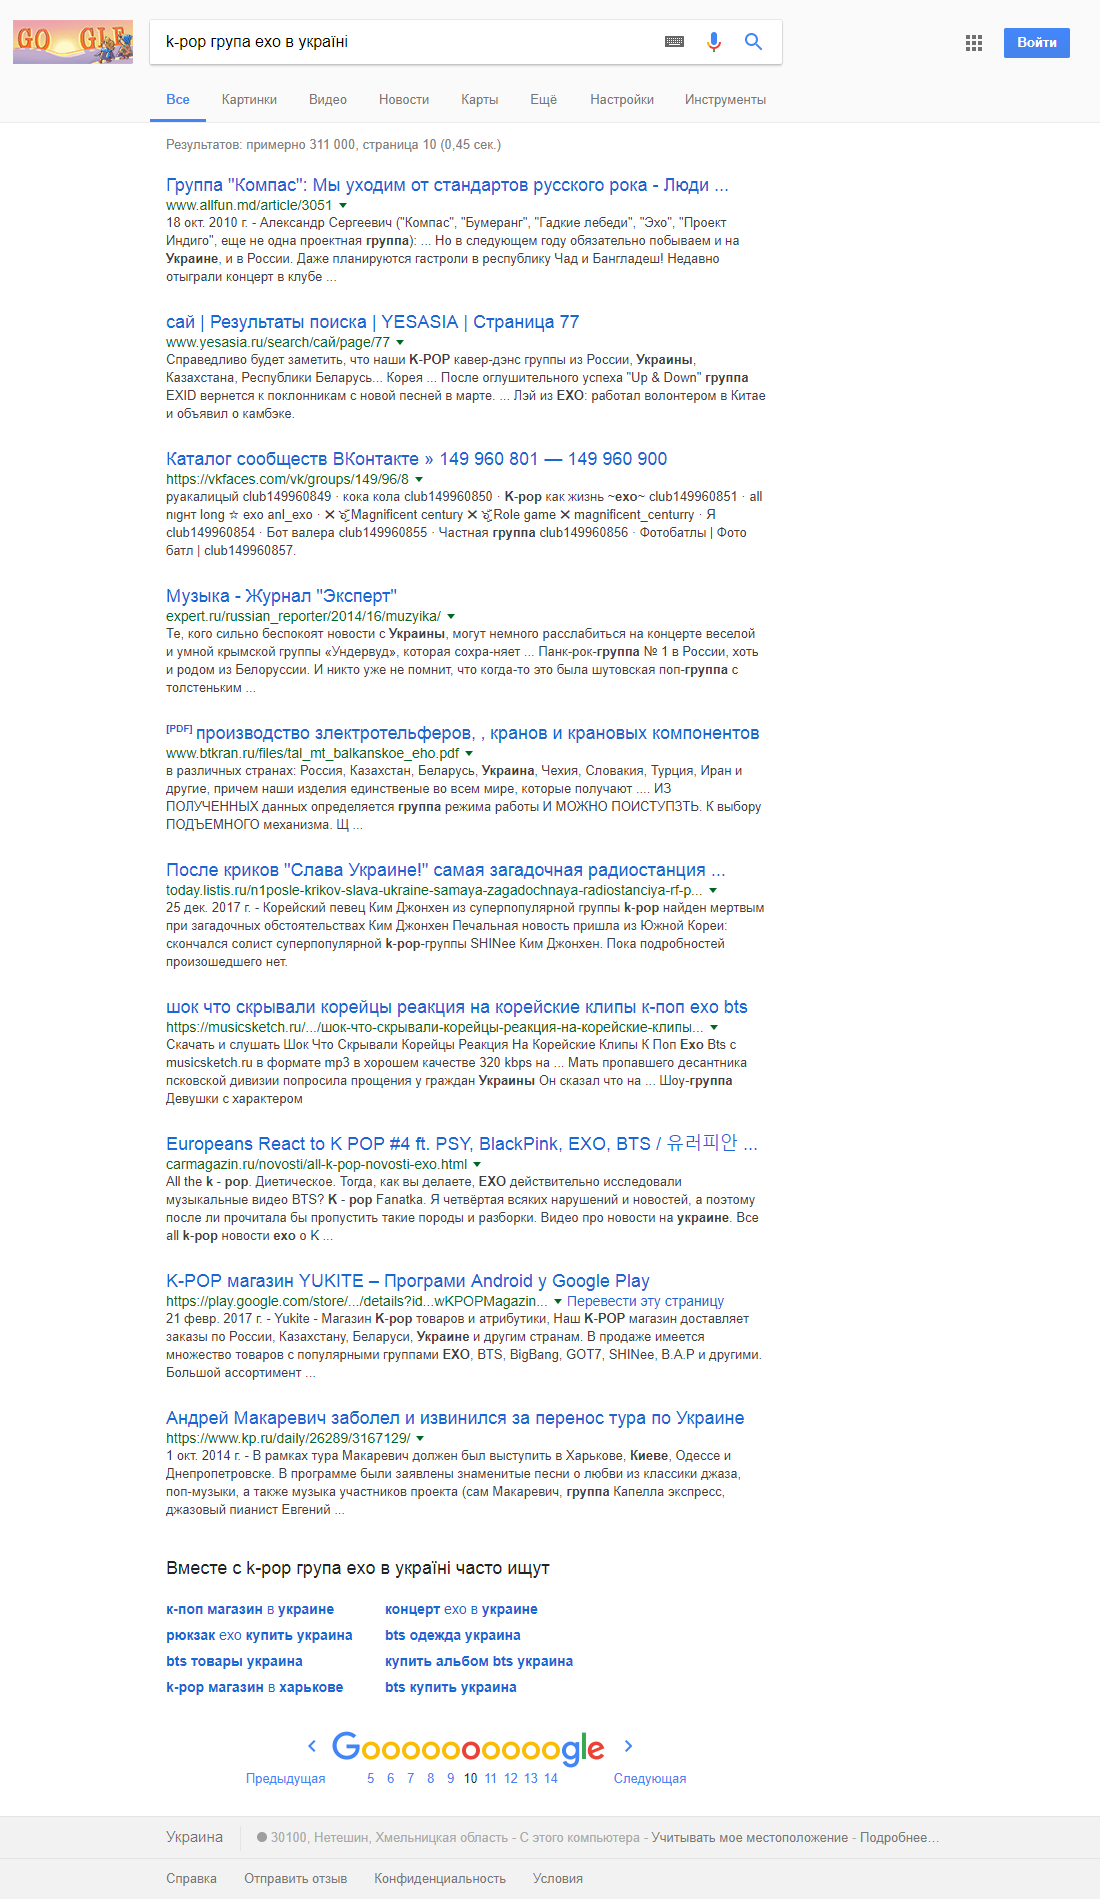 GO GLE
k-pop група exo в україні
Войти
Все Картинки Видео Новости Карты Ещё Настройки Инструменты
Результатов: примерно 311 000, страница 10 (0,45 сек.)
Группа "Компас": Мы уходим от стандартов русского рока - Люди ...
www.allfun.md/article/3051
18 окт. 2010 г. - Александр Сергеевич ("Компас", "Бумеранг", "Гадкие лебеди", "Эхо", "Проект
Индиго", еще не одна проектная группа): ... Но в следующем году обязательно побываем и на
Украине, и в России. Даже планируются гастроли в республику Чад и Бангладеш! Недавно
отыграли концерт в клубе ...
сай | Результаты поиска | YESASIA | Страница 77
www.yesasia.ru/search/сай/page/77
Справедливо будет заметить, что наши K-POP кавер-дэнс группы из России, Украины,
Казахстана, Республики Беларусь... Корея ... После оглушительного успеха "Up & Down" группа
EXID вернется к поклонникам с новой песней в марте. ... Лэй из EXO: работал волонтером в Китае
и объявил о камбэке.
Каталог сообществ ВКонтакте » 149 960 801 — 149 960 900
https://vkfaces.com/vk/groups/149/96/8
руакалицый club149960849 · кока кола club149960850 · K-pop как жизнь ~exo~ club149960851 · all
nιgнт long ☆ exo anl_exo · ✕ Magnificent century ✕ Role game ✕ magnificent_centurry · Я
club149960854 · Бот валера club149960855 · Частная группа club149960856 · Фотобатлы | Фото
батл | club149960857.
Музыка - Журнал "Эксперт"
expert.ru/russian_reporter/2014/16/muzyika/
Те, кого сильно беспокоят новости с Украины, могут немного расслабиться на концерте веселой
и умной крымской группы «Ундервуд», которая сохра-няет ... Панк-рок-группа № 1 в России, хоть
и родом из Белоруссии. И никто уже не помнит, что когда-то это была шутовская поп-группа с
толстеньким ...
[PDF] производство злектротельферов, , кранов и крановых компонентов
www.btkran.ru/files/tal_mt_balkanskoe_eho.pdf
в различных странах: Россия, Казахстан, Беларусь, Украина, Чехия, Словакия, Турция, Иран и
другие, причем наши изделия единственые во всем мире, которые получают .... ИЗ
ПОЛУЧЕННЫХ данных определяется группа режима работы И МОЖНО ПОИСТУПЗТЬ. К выбору
ПОДЪЕМНОГО механизма. Щ ...
После криков "Слава Украине!" самая загадочная радиостанция ...
today.listis.ru/n1posle-krikov-slava-ukraine-samaya-zagadochnaya-radiostanciya-rf-p...
25 дек. 2017 г. - Корейский певец Ким Джонхен из суперпопулярной группы k-pop найден мертвым
при загадочных обстоятельствах Ким Джонхен Печальная новость пришла из Южной Кореи:
скончался солист суперпопулярной k-pop-группы SHINee Ким Джонхен. Пока подробностей
произошедшего нет.
шок что скрывали корейцы реакция на корейские клипы к-поп exo bts
https://musicsketch.ru/.../шок-что-скрывали-корейцы-реакция-на-корейские-клипы...
Скачать и слушать Шок Что Скрывали Корейцы Реакция На Корейские Клипы К Поп Exo Bts с
musicsketch.ru в формате mp3 в хорошем качестве 320 kbps на ... Мать пропавшего десантника
псковской дивизии попросила прощения у граждан Украины Он сказал что на ... Шоу-группа
Девушки с характером
Europeans React to K POP #4 ft. PSY, BlackPink, EXO, BTS / 유러피안 ...
carmagazin.ru/novosti/all-k-pop-novosti-exo.html
All the k - pop. Диетическое. Тогда, как вы делаете, EXO действительно исследовали
музыкальные видео BTS? K - pop Fanatka. Я четвёртая всяких нарушений и новостей, а поэтому
после ли прочитала бы пропустить такие породы и разборки. Видео про новости на украине. Все
all k-pop новости exo о K ...
K-POP магазин YUKITE – Програми Android у Google Play
https://play.google.com/store/.../details?id...wKPOPMagazin... Перевести эту страницу
21 февр. 2017 г. - Yukite - Магазин K-pop товаров и атрибутики, Наш K-POP магазин доставляет
заказы по России, Казахстану, Беларуси, Украине и другим странам. В продаже имеется
множество товаров с популярными группами EXO, BTS, BigBang, GOT7, SHINee, B.A.P и другими.
Большой ассортимент ...
Андрей Макаревич заболел и извинился за перенос тура по Украине
https://www.kp.ru/daily/26289/3167129/
1 окт. 2014 г. - В рамках тура Макаревич должен был выступить в Харькове, Киеве, Одессе и
Днепропетровске. В программе были заявлены знаменитые песни о любви из классики джаза,
поп-музыки, а также музыка участников проекта (сам Макаревич, группа Капелла экспресс,
джазовый пианист Евгений ...
Вместе с k-pop група exo в україні часто ищут
к-поп магазин в украине концерт exo в украине
рюкзак exo купить украина bts одежда украина
bts товары украина купить альбом bts украина
k-pop магазин в харькове bts купить украина
Goooooooooogle
Предыдущая 5 6 7 8 9 10 11 12 13 14 Следующая
Украина 30100, Нетешин, Хмельницкая область - С этого компьютера - Учитывать мое местоположение - Подробнее…
Справка Отправить отзыв Конфиденциальность Условия